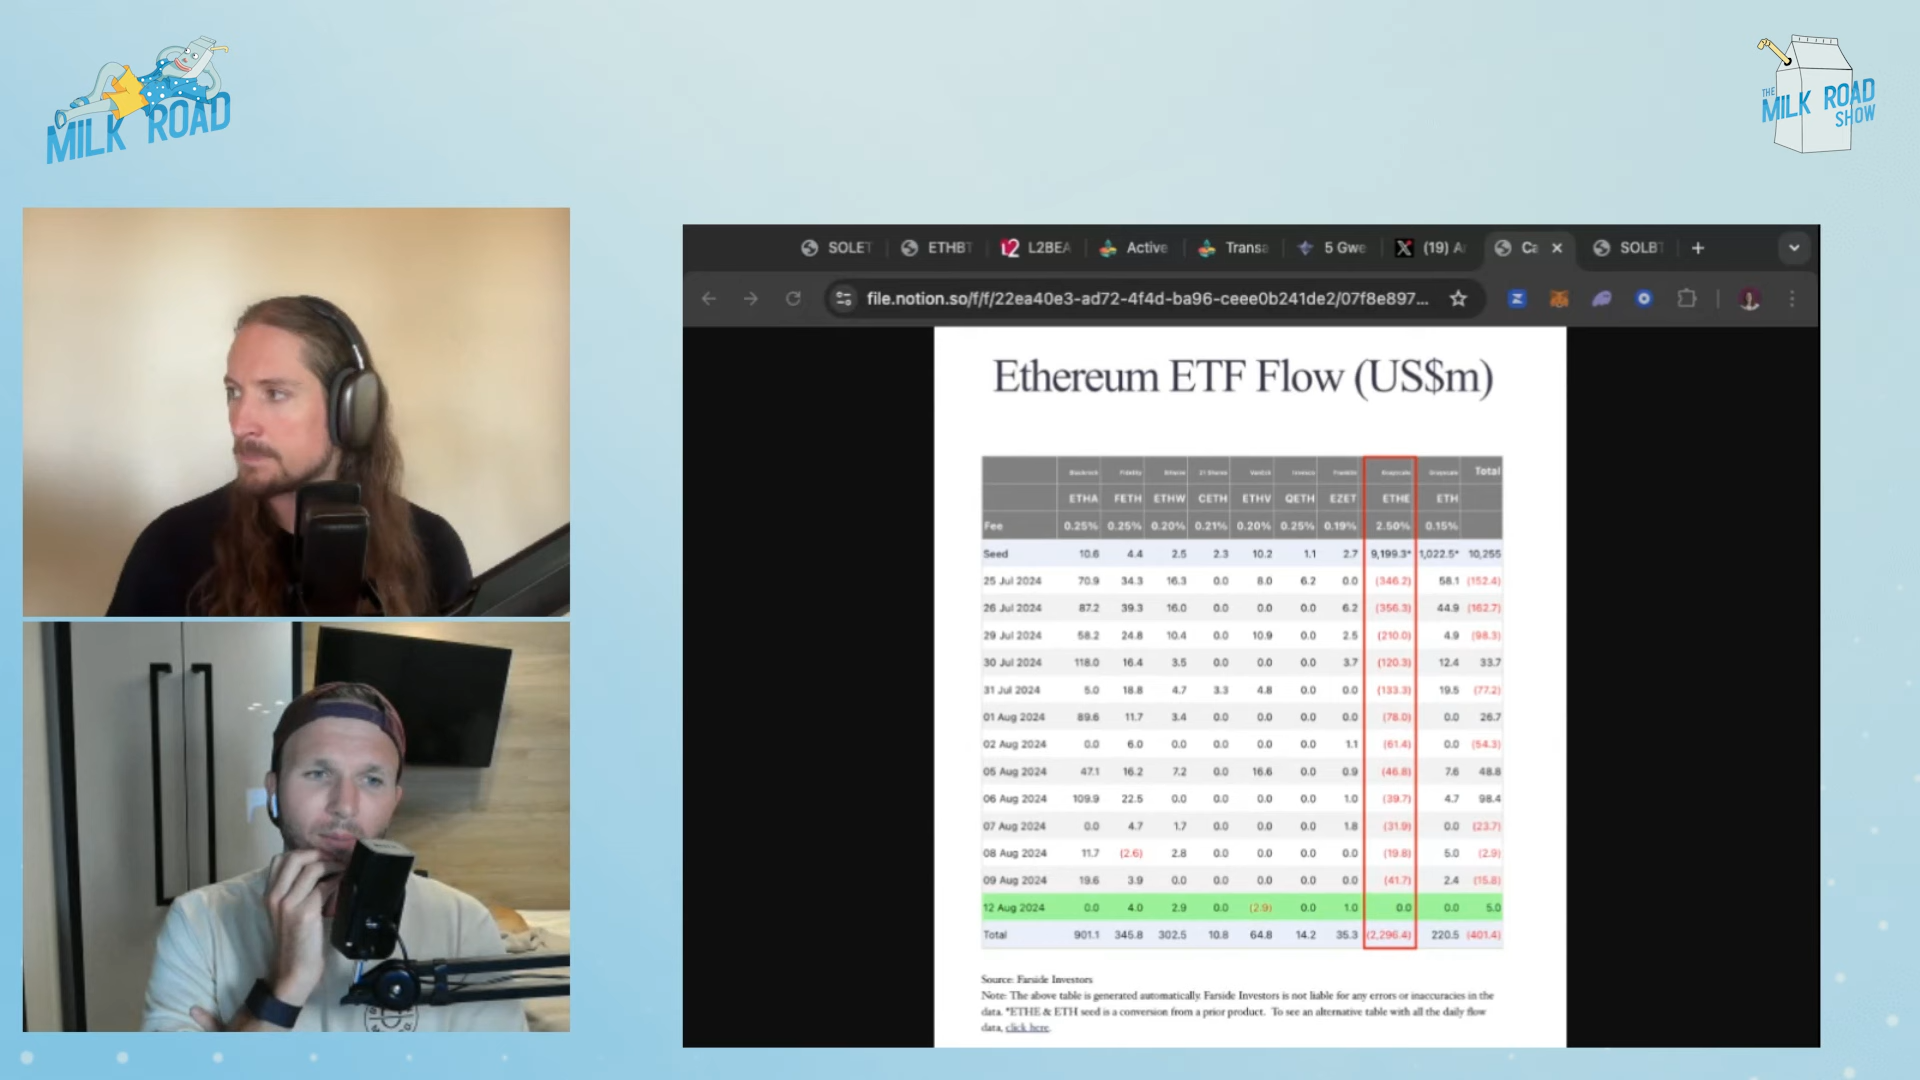 MILK ROAD
THE
MILK ROAD
SHOW
SOLET
ETHBT
L2BEA
Active
Transa
5 Gwe
(19) A
Ca
SOLBT
file.notion.so/f/f/22ea40e3-ad72-4f4d-ba96-ceee0b241de2/07f8e897...
Ethereum ETF Flow (US$m)
Blackrock Fidelity Bitwise 21 Shares VanEck Invesco Franklin Grayscale Grayscale Total
ETHA FETH ETHW CETH ETHV QETH EZET ETHE ETH
Fee 0.25% 0.25% 0.20% 0.21% 0.20% 0.25% 0.19% 2.50% 0.15%
Seed 10.6 4.4 2.5 2.3 10.2 1.1 2.7 9,199.3* 1,022.5* 10,255
25 Jul 2024 70.9 34.3 16.3 0.0 8.0 6.2 0.0 (346.2) 58.1 (152.4)
26 Jul 2024 87.2 39.3 16.0 0.0 0.0 0.0 6.2 (356.3) 44.9 (162.7)
29 Jul 2024 58.2 24.8 10.4 0.0 10.9 0.0 2.5 (210.0) 4.9 (98.3)
30 Jul 2024 118.0 16.4 3.5 0.0 0.0 0.0 3.7 (120.3) 12.4 33.7
31 Jul 2024 5.0 18.8 4.7 3.3 4.8 0.0 0.0 (133.3) 19.5 (77.2)
01 Aug 2024 89.6 11.7 3.4 0.0 0.0 0.0 0.0 (78.0) 0.0 26.7
02 Aug 2024 0.0 6.0 0.0 0.0 0.0 0.0 1.1 (61.4) 0.0 (54.3)
05 Aug 2024 47.1 16.2 7.2 0.0 16.6 0.0 0.9 (46.8) 7.6 48.8
06 Aug 2024 109.9 22.5 0.0 0.0 0.0 0.0 1.0 (39.7) 4.7 98.4
07 Aug 2024 0.0 4.7 1.7 0.0 0.0 0.0 1.8 (31.9) 0.0 (23.7)
08 Aug 2024 11.7 (2.6) 2.8 0.0 0.0 0.0 0.0 (19.8) 5.0 (2.9)
09 Aug 2024 19.6 3.9 0.0 0.0 0.0 0.0 0.0 (41.7) 2.4 (15.8)
12 Aug 2024 0.0 4.0 2.9 0.0 (2.9) 0.0 1.0 0.0 0.0 5.0
Total 901.1 345.8 302.5 10.8 64.8 14.2 35.3 (2,296.4) 220.5 (401.4)
Source: Farside Investors
Note: The above table is generated automatically. Farside Investors is not liable for any errors or inaccuracies in the
data. *ETHE & ETH seed is a conversion from a prior product. To see an alternative table with all the daily flow
data, click here.